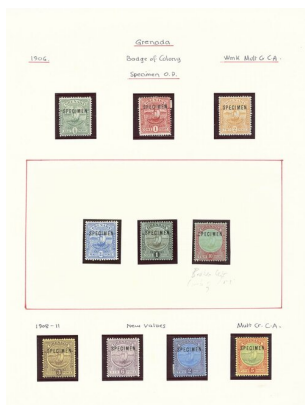 Grenada
1906. Badge of Colony Wmk Mult Cr. C.A.
Specimen O.P.
SPECIMEN SPECIMEN SPECIMEN
SPECIMEN SPECIMEN SPECIMEN
1908-11 New Values Mult Cr. C.A.
SPECIMEN SPECIMEN SPECIMEN SPECIMEN